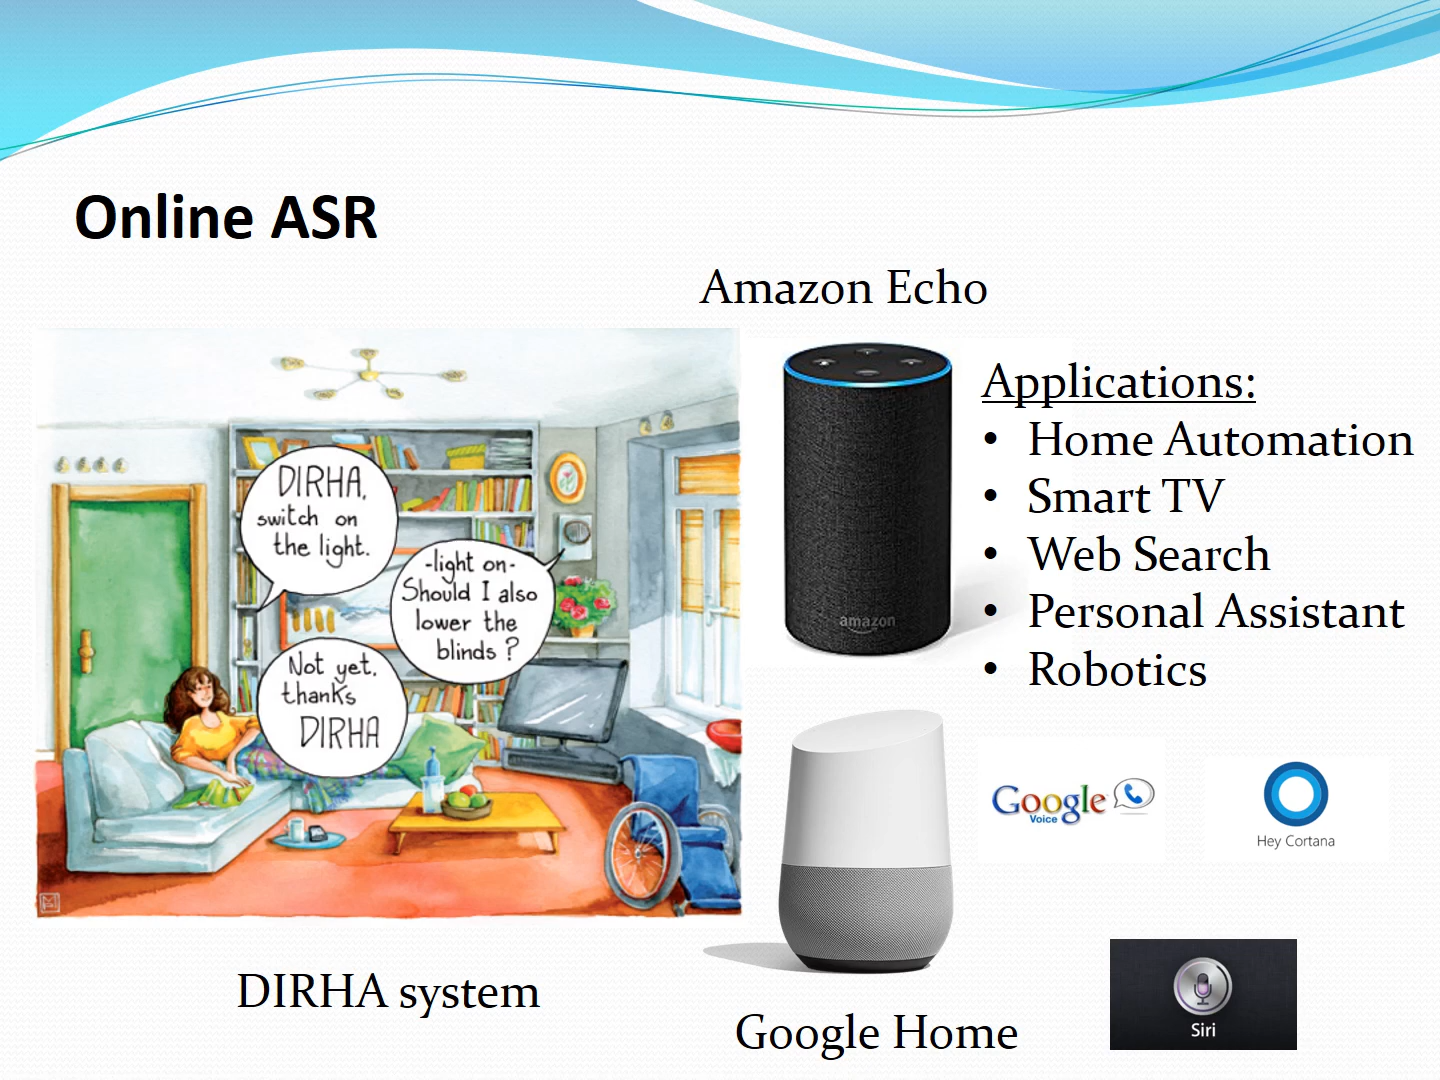 Online ASR
Amazon Echo
DIRHA,
switch on
the light.
-light on-
Should I also
lower the
blinds ?
Not yet,
thanks
DIRHA
amazon
Applications:
• Home Automation
• Smart TV
• Web Search
• Personal Assistant
• Robotics
Google
Voice
Hey Cortana
Siri
DIRHA system
Google Home